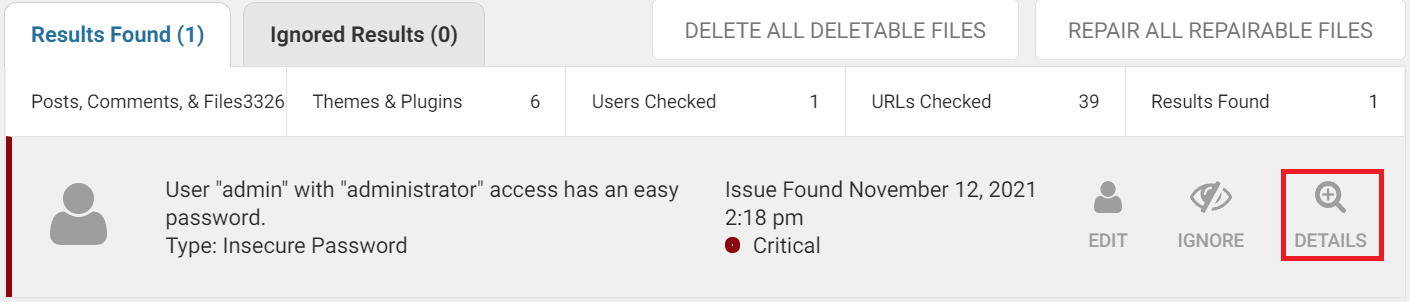 Results Found (1)
Ignored Results (0)
DELETE ALL DELETABLE FILES
REPAIR ALL REPAIRABLE FILES
Posts, Comments, & Files3326
Themes & Plugins 6
Users Checked 1
URLs Checked 39
Results Found 1
User "admin" with "administrator" access has an easy
password.
Type: Insecure Password
Issue Found November 12, 2021
2:18 pm
Critical
EDIT
IGNORE
DETAILS